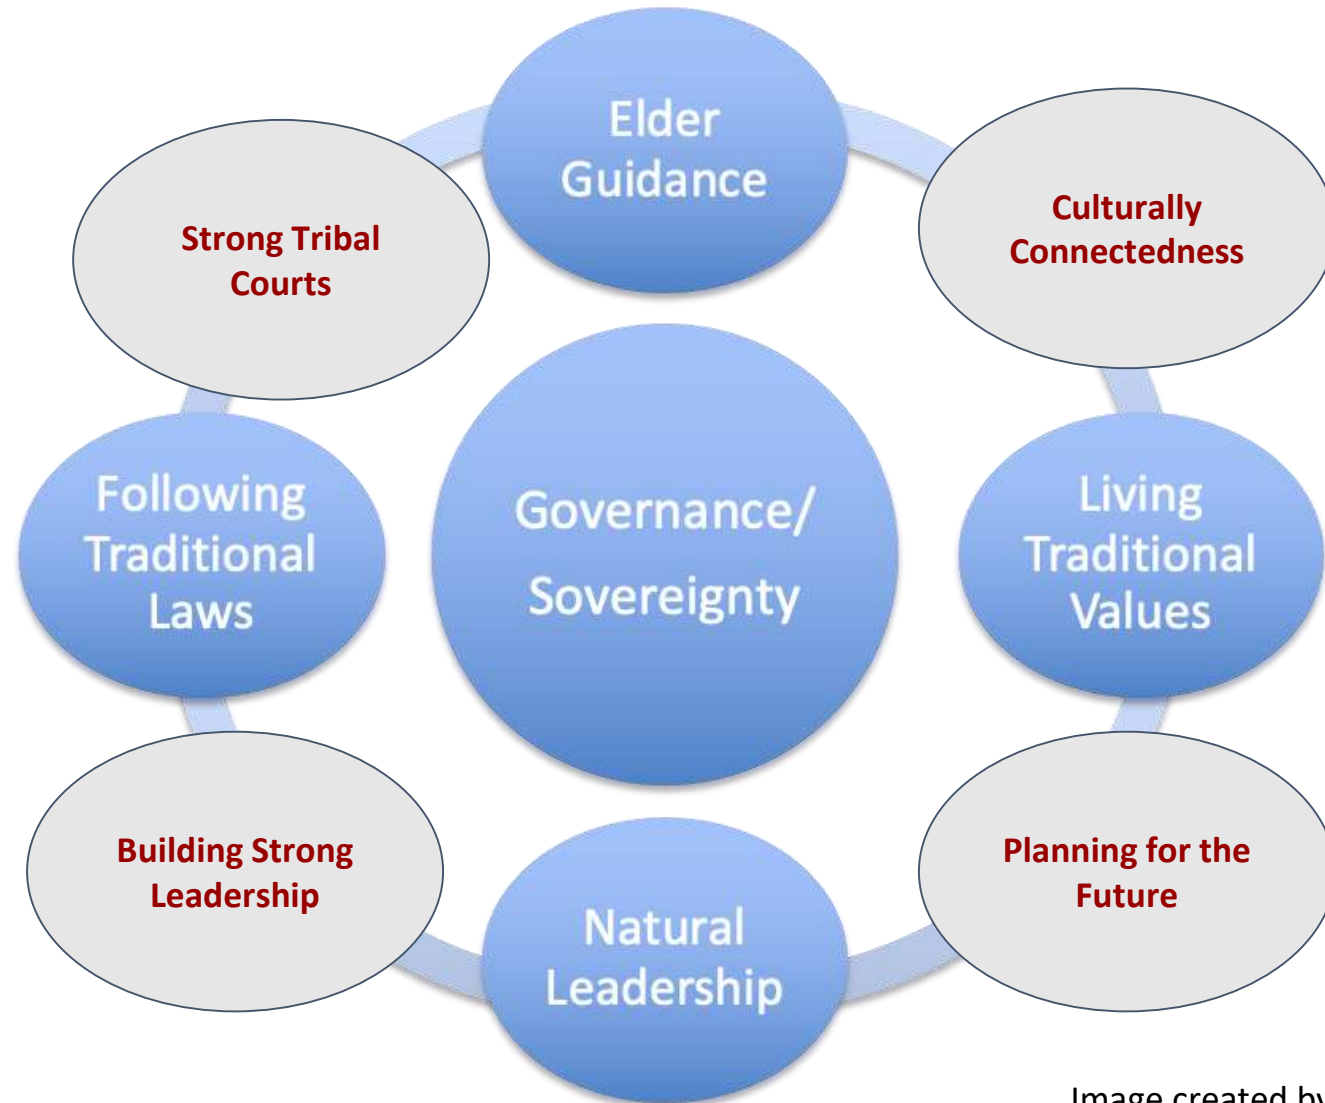 Elder
Guidance
Culturally
Connectedness
Strong Tribal
Courts
Governance/
Sovereignty
Following
Traditional
Laws
Living
Traditional
Values
Building Strong
Leadership
Planning for the
Future
Natural
Leadership
Image created by